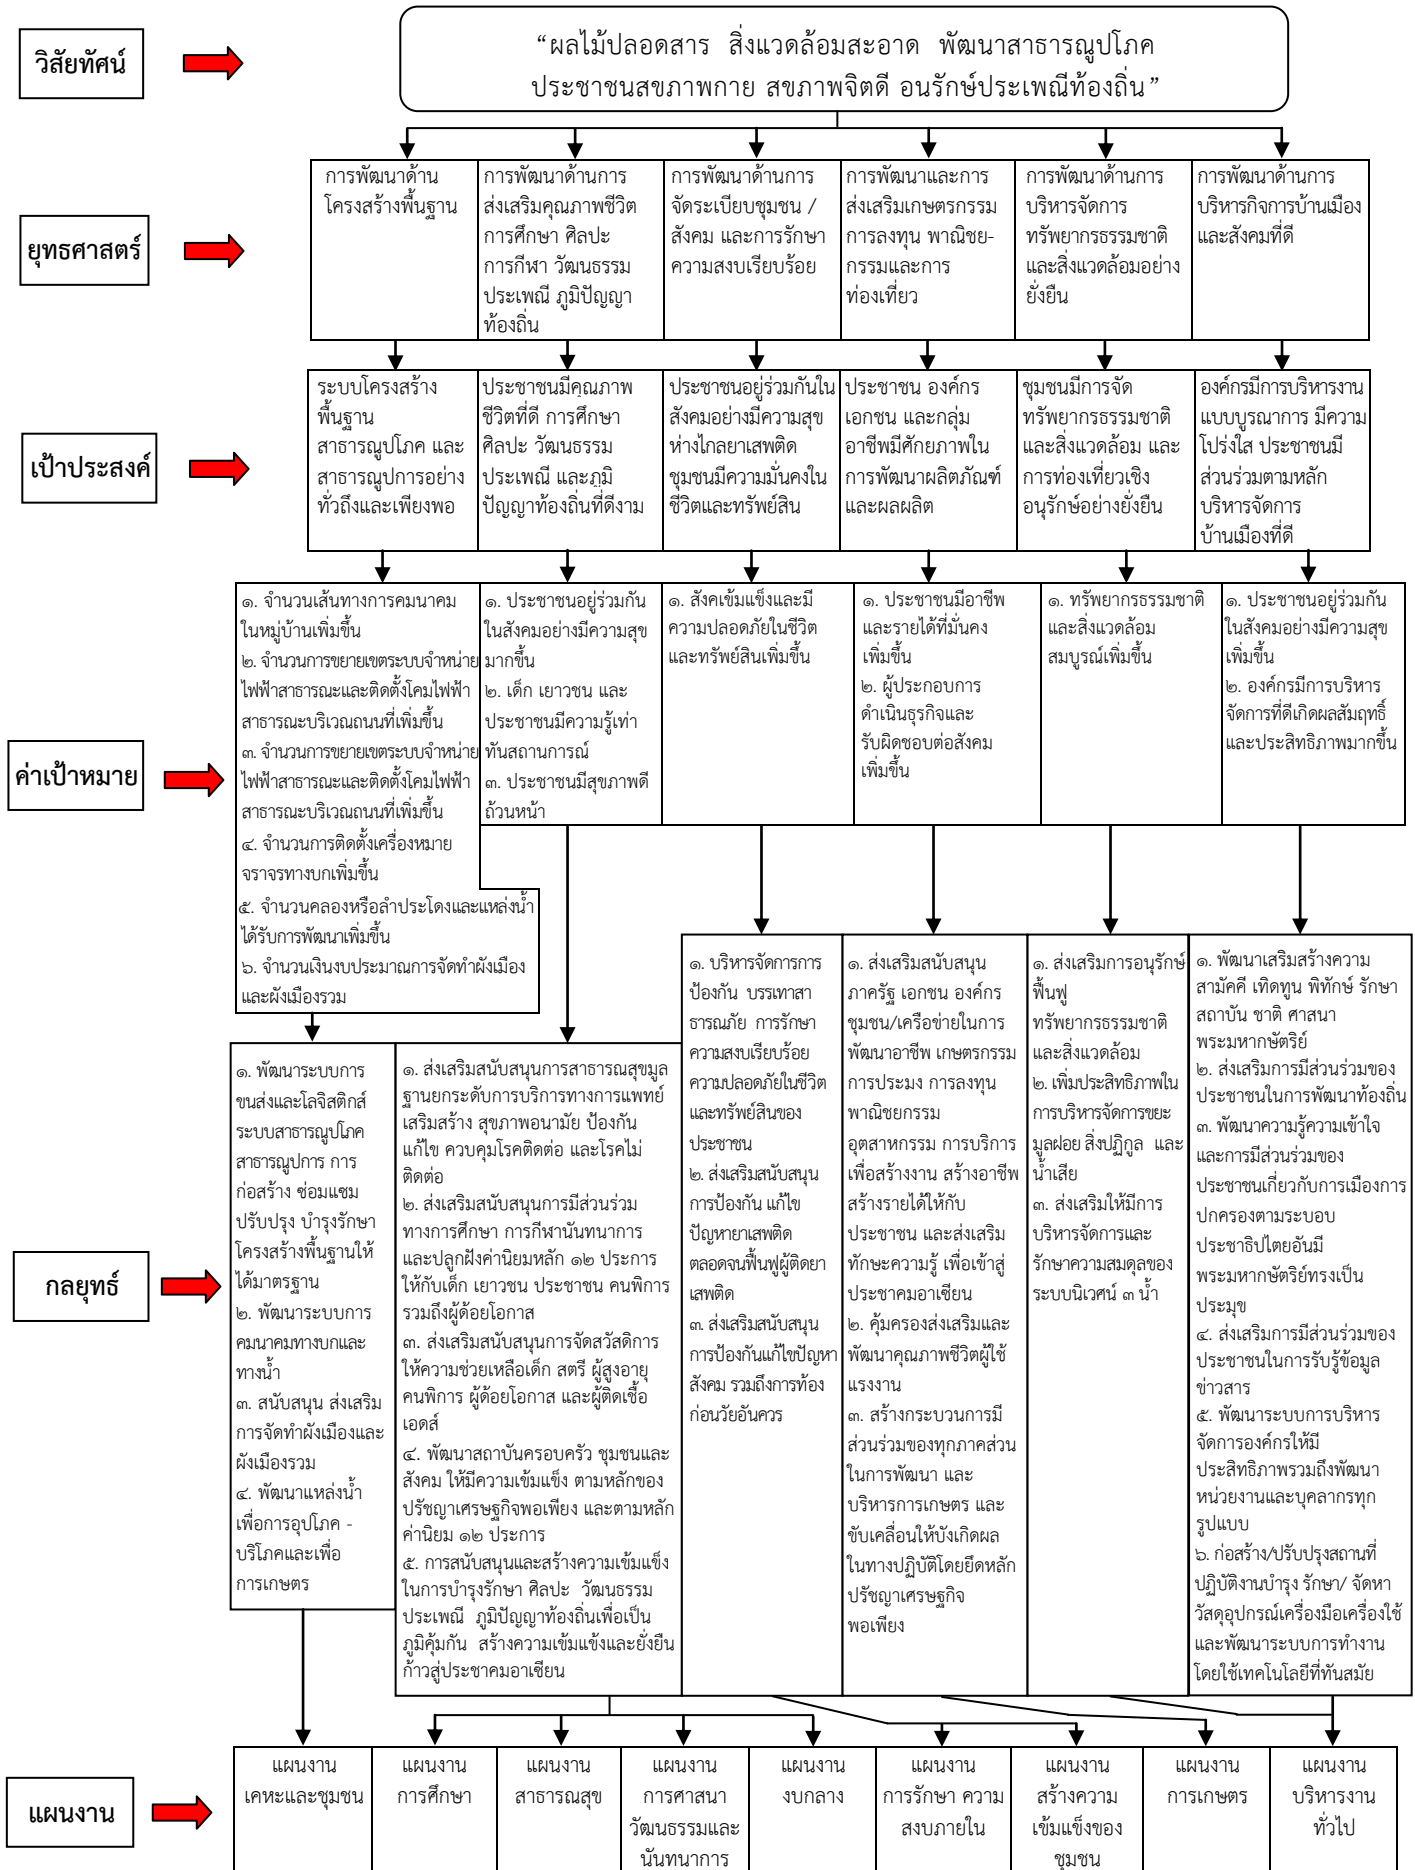 วิสัยทัศน์
“ผลไม้ปลอดสาร สิ่งแวดล้อมสะอาด พัฒนาสาธารณูปโภค
ประชาชนสขภาพกาย สขภาพจิตดี อนรักษ์ประเพณีท้องถิ่น”
ยุทธศาสตร์
การพัฒนาด้าน
โครงสร้างพื้นฐาน
การพัฒนาด้านการ
ส่งเสริมคุณภาพชีวิต
การศึกษา ศิลปะ
การกีฬา วัฒนธรรม
ประเพณี ภูมิปัญญา
ท้องถิ่น
การพัฒนาด้านการ
จัดระเบียบชุมชน /
สังคม และการรักษา
ความสงบเรียบร้อย
การพัฒนาและการ
ส่งเสริมเกษตรกรรม
การลงทุน พาณิชย-
กรรมและการ
ท่องเที่ยว
การพัฒนาด้านการ
บริหารจัดการ
ทรัพยากรธรรมชาติ
และสิ่งแวดล้อมอย่าง
ยั่งยืน
การพัฒนาด้านการ
บริหารกิจการบ้านเมือง
และสังคมที่ดี
เป้าประสงค์
ระบบโครงสร้าง
พื้นฐาน
สาธารณูปโภค และ
สาธารณูปการอย่าง
ทั่วถึงและเพียงพอ
ประชาชนมีคุณภาพ
ชีวิตที่ดี การศึกษา
ศิลปะ วัฒนธรรม
ประเพณี และภูมิ
ปัญญาท้องถิ่นที่ดีงาม
ประชาชนอยู่ร่วมกันใน
สังคมอย่างมีความสุข
ห่างไกลยาเสพติด
ชุมชนมีความมั่นคงใน
ชีวิตและทรัพย์สิน
ประชาชน องค์กร
เอกชน และกลุ่ม
อาชีพมีศักยภาพใน
การพัฒนาผลิตภัณฑ์
และผลผลิต
ชุมชนมีการจัด
ทรัพยากรธรรมชาติ
และสิ่งแวดล้อม และ
การท่องเที่ยวเชิง
อนุรักษ์อย่างยั่งยืน
องค์กรมีการบริหารงาน
แบบบูรณาการ มีความ
โปร่งใส ประชาชนมี
ส่วนร่วมตามหลัก
บริหารจัดการ
บ้านเมืองที่ดี
ค่าเป้าหมาย
๑. จำนวนเส้นทางการคมนาคม
ในหมู่บ้านเพิ่มขึ้น
๒. จำนวนการขยายเขตระบบจำหน่าย
ไฟฟ้าสาธารณะและติดตั้งโคมไฟฟ้า
สาธารณะบริเวณถนนที่เพิ่มขึ้น
๓. จำนวนการขยายเขตระบบจำหน่าย
ไฟฟ้าสาธารณะและติดตั้งโคมไฟฟ้า
สาธารณะบริเวณถนนที่เพิ่มขึ้น
๔. จำนวนการติดตั้งเครื่องหมาย
จราจรทางบกเพิ่มขึ้น
๕. จำนวนคลองหรือลำประโดงและแหล่งน้ำ
ได้รับการพัฒนาเพิ่มขึ้น
๖. จำนวนเงินงบประมาณการจัดทำผังเมือง
และผังเมืองรวม
๑. ประชาชนอยู่ร่วมกัน
ในสังคมอย่างมีความสุข
มากขึ้น
๒. เด็ก เยาวชน และ
ประชาชนมีความรู้เท่า
ทันสถานการณ์
๓. ประชาชนมีสุขภาพดี
ถ้วนหน้า
๑. สังคเข้มแข็งและมี
ความปลอดภัยในชีวิต
และทรัพย์สินเพิ่มขึ้น
๑. ประชาชนมีอาชีพ
และรายได้ที่มั่นคง
เพิ่มขึ้น
๒. ผู้ประกอบการ
ดำเนินธุรกิจและ
รับผิดชอบต่อสังคม
เพิ่มขึ้น
๑. ทรัพยากรธรรมชาติ
และสิ่งแวดล้อม
สมบูรณ์เพิ่มขึ้น
๑. ประชาชนอยู่ร่วมกัน
ในสังคมอย่างมีความสุข
เพิ่มขึ้น
๒. องค์กรมีการบริหาร
จัดการที่ดีเกิดผลสัมฤทธิ์
และประสิทธิภาพมากขึ้น
กลยุทธ์
๑. พัฒนาระบบการ
ขนส่งและโลจิสติกส์
ระบบสาธารณูปโภค
สาธารณูปการ การ
ก่อสร้าง ซ่อมแซม
ปรับปรุง บำรุงรักษา
โครงสร้างพื้นฐานให้
ได้มาตรฐาน
๒. พัฒนาระบบการ
คมนาคมทางบกและ
ทางน้ำ
๓. สนับสนุน ส่งเสริม
การจัดทำผังเมืองและ
ผังเมืองรวม
๔. พัฒนาแหล่งน้ำ
เพื่อการอุปโภค -
บริโภคและเพื่อ
การเกษตร
๑. ส่งเสริมสนับสนุนการสาธารณสุขมูล
ฐานยกระดับการบริการทางการแพทย์
เสริมสร้าง สุขภาพอนามัย ป้องกัน
แก้ไข ควบคุมโรคติดต่อ และโรคไม่
ติดต่อ
๒. ส่งเสริมสนับสนุนการมีส่วนร่วม
ทางการศึกษา การกีฬานันทนาการ
และปลูกฝังค่านิยมหลัก ๑๒ ประการ
ให้กับเด็ก เยาวชน ประชาชน คนพิการ
รวมถึงผู้ด้อยโอกาส
๓. ส่งเสริมสนับสนุนการจัดสวัสดิการ
ให้ความช่วยเหลือเด็ก สตรี ผู้สูงอายุ
คนพิการ ผู้ด้อยโอกาส และผู้ติดเชื้อ
เอดส์
๔. พัฒนาสถาบันครอบครัว ชุมชนและ
สังคม ให้มีความเข้มแข็ง ตามหลักของ
ปรัชญาเศรษฐกิจพอเพียง และตามหลัก
ค่านิยม ๑๒ ประการ
๕. การสนับสนุนและสร้างความเข้มแข็ง
ในการบำรุงรักษา ศิลปะ วัฒนธรรม
ประเพณี ภูมิปัญญาท้องถิ่นเพื่อเป็น
ภูมิคุ้มกัน สร้างความเข้มแข้งและยั่งยืน
ก้าวสู่ประชาคมอาเซียน
๑. บริหารจัดการการ
ป้องกัน บรรเทาสา
ธารณภัย การรักษา
ความสงบเรียบร้อย
ความปลอดภัยในชีวิต
และทรัพย์สินของ
ประชาชน
๒. ส่งเสริมสนับสนุน
การป้องกัน แก้ไข
ปัญหายาเสพติด
ตลอดจนฟื้นฟูผู้ติดยา
เสพติด
๓. ส่งเสริมสนับสนุน
การป้องกันแก้ไขปัญหา
สังคม รวมถึงการท้อง
ก่อนวัยอันควร
๑. ส่งเสริมสนับสนุน
ภาครัฐ เอกชน องค์กร
ชุมชน/เครือข่ายในการ
พัฒนาอาชีพ เกษตรกรรม
การประมง การลงทุน
พาณิชยกรรม
อุตสาหกรรม การบริการ
เพื่อสร้างงาน สร้างอาชีพ
สร้างรายได้ให้กับ
ประชาชน และส่งเสริม
ทักษะความรู้ เพื่อเข้าสู่
ประชาคมอาเซียน
๒. คุ้มครองส่งเสริมและ
พัฒนาคุณภาพชีวิตผู้ใช้
แรงงาน
๓. สร้างกระบวนการมี
ส่วนร่วมของทุกภาคส่วน
ในการพัฒนา และ
บริหารการเกษตร และ
ขับเคลื่อนให้บังเกิดผล
ในทางปฏิบัติโดยยึดหลัก
ปรัชญาเศรษฐกิจ
พอเพียง
๑. ส่งเสริมการอนุรักษ์
ฟื้นฟู
ทรัพยากรธรรมชาติ
และสิ่งแวดล้อม
๒. เพิ่มประสิทธิภาพใน
การบริหารจัดการขยะ
มูลฝอย สิ่งปฏิกูล และ
น้ำเสีย
๓. ส่งเสริมให้มีการ
บริหารจัดการและ
รักษาความสมดุลของ
ระบบนิเวศน์ ๓ น้ำ
๑. พัฒนาเสริมสร้างความ
สามัคคี เทิดทูน พิทักษ์ รักษา
สถาบัน ชาติ ศาสนา
พระมหากษัตริย์
๒. ส่งเสริมการมีส่วนร่วมของ
ประชาชนในการพัฒนาท้องถิ่น
๓. พัฒนาความรู้ความเข้าใจ
และการมีส่วนร่วมของ
ประชาชนเกี่ยวกับการเมืองการ
ปกครองตามระบอบ
ประชาธิปไตยอันมี
พระมหากษัตริย์ทรงเป็น
ประมุข
๔. ส่งเสริมการมีส่วนร่วมของ
ประชาชนในการรับรู้ข้อมูล
ข่าวสาร
๕. พัฒนาระบบการบริหาร
จัดการองค์กรให้มี
ประสิทธิภาพรวมถึงพัฒนา
หน่วยงานและบุคลากรทุก
รูปแบบ
๖. ก่อสร้าง/ปรับปรุงสถานที่
ปฏิบัติงานบำรุง รักษา/ จัดหา
วัสดุอุปกรณ์เครื่องมือเครื่องใช้
และพัฒนาระบบการทำงาน
โดยใช้เทคโนโลยีที่ทันสมัย
แผนงาน
แผนงาน
เคหะและชุมชน
แผนงาน
การศึกษา
แผนงาน
สาธารณสุข
แผนงาน
การศาสนา
วัฒนธรรมและ
นันทนาการ
แผนงาน
งบกลาง
แผนงาน
การรักษา ความ
สงบภายใน
แผนงาน
สร้างความ
เข้มแข็งของ
ชุมชน
แผนงาน
การเกษตร
แผนงาน
บริหารงาน
ทั่วไป